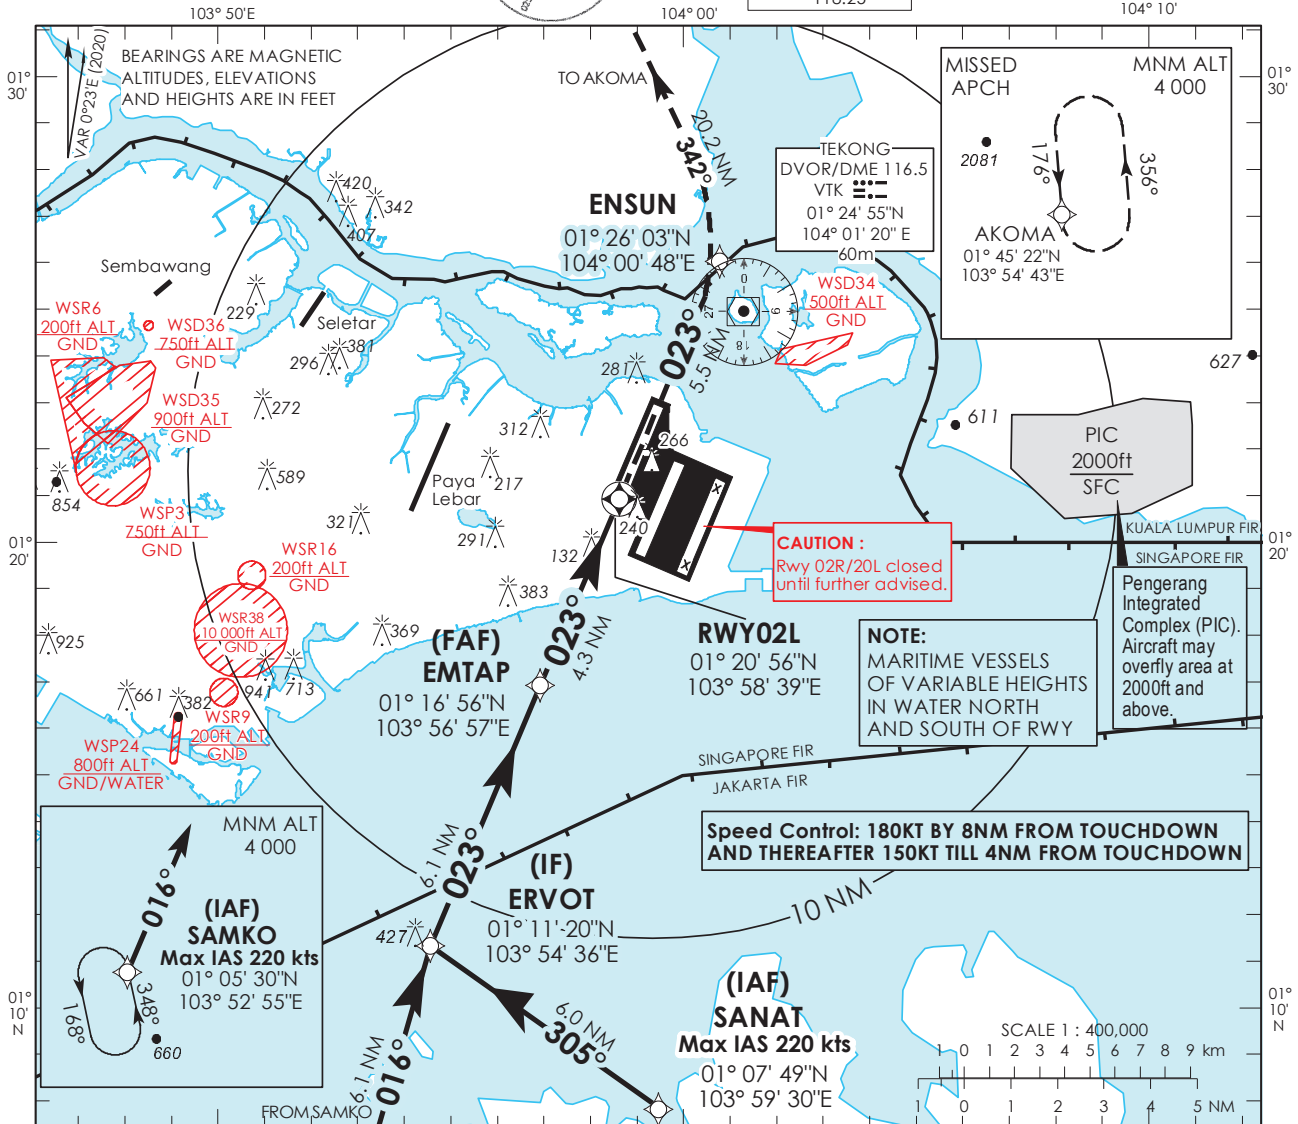 103° 50'E
104° 00'
104° 10'
BEARINGS ARE MAGNETIC
ALTITUDES, ELEVATIONS
AND HEIGHTS ARE IN FEET
VAR 0°23'E (2020)
01°
30'
01°
30'
TO AKOMA
20.2 NM
342°
MISSED
APCH
MNM ALT
4 000
2081
176°
356°
AKOMA
01° 45' 22"N
103° 54' 43"E
TEKONG
DVOR/DME 116.5
VTK
01° 24' 55"N
104° 01' 20" E
60m
ENSUN
01° 26' 03"N
104° 00' 48"E
420
342
407
Sembawang
229
Seletar
296
381
WSR6
200ft ALT
GND
WSD36
750ft ALT
GND
WSD35
900ft ALT
GND
WSD34
500ft ALT
GND
0
9
18
27
023°
5.5 NM
281
272
312
266
217
589
Paya
Lebar
321
291
240
132
854
627
611
PIC
2000ft
SFC
KUALA LUMPUR FIR
SINGAPORE FIR
01°
20'
01°
20'
WSP3
750ft ALT
GND
WSR16
200ft ALT
GND
WSR38
10 000ft ALT
GND
CAUTION :
Rwy 02R/20L closed
until further advised.
Pengerang
Integrated
Complex (PIC).
Aircraft may
overfly area at
2000ft and
above.
383
369
925
661
382
941
713
WSR9
200ft ALT
GND
WSP24
800ft ALT
GND/WATER
(FAF)
EMTAP
01° 16' 56"N
103° 56' 57"E
023°
4.3 NM
RWY02L
01° 20' 56"N
103° 58' 39"E
NOTE:
MARITIME VESSELS
OF VARIABLE HEIGHTS
IN WATER NORTH
AND SOUTH OF RWY
SINGAPORE FIR
JAKARTA FIR
Speed Control: 180KT BY 8NM FROM TOUCHDOWN
AND THEREAFTER 150KT TILL 4NM FROM TOUCHDOWN
10 NM
6.1 NM
023°
(IF)
ERVOT
01° 11'-20"N
103° 54' 36"E
427
MNM ALT
4 000
016°
(IAF)
SAMKO
Max IAS 220 kts
01° 05' 30"N
103° 52' 55"E
168°
348°
660
6.0 NM
305°
(IAF)
SANAT
Max IAS 220 kts
01° 07' 49"N
103° 59' 30"E
6.1 NM
016°
FROM SAMKO
01°
10'
N
01°
10'
N
SCALE 1 : 400,000
1 0 1 2 3 4 5 6 7 8 9 km
1 0 1 2 3 4 5 NM